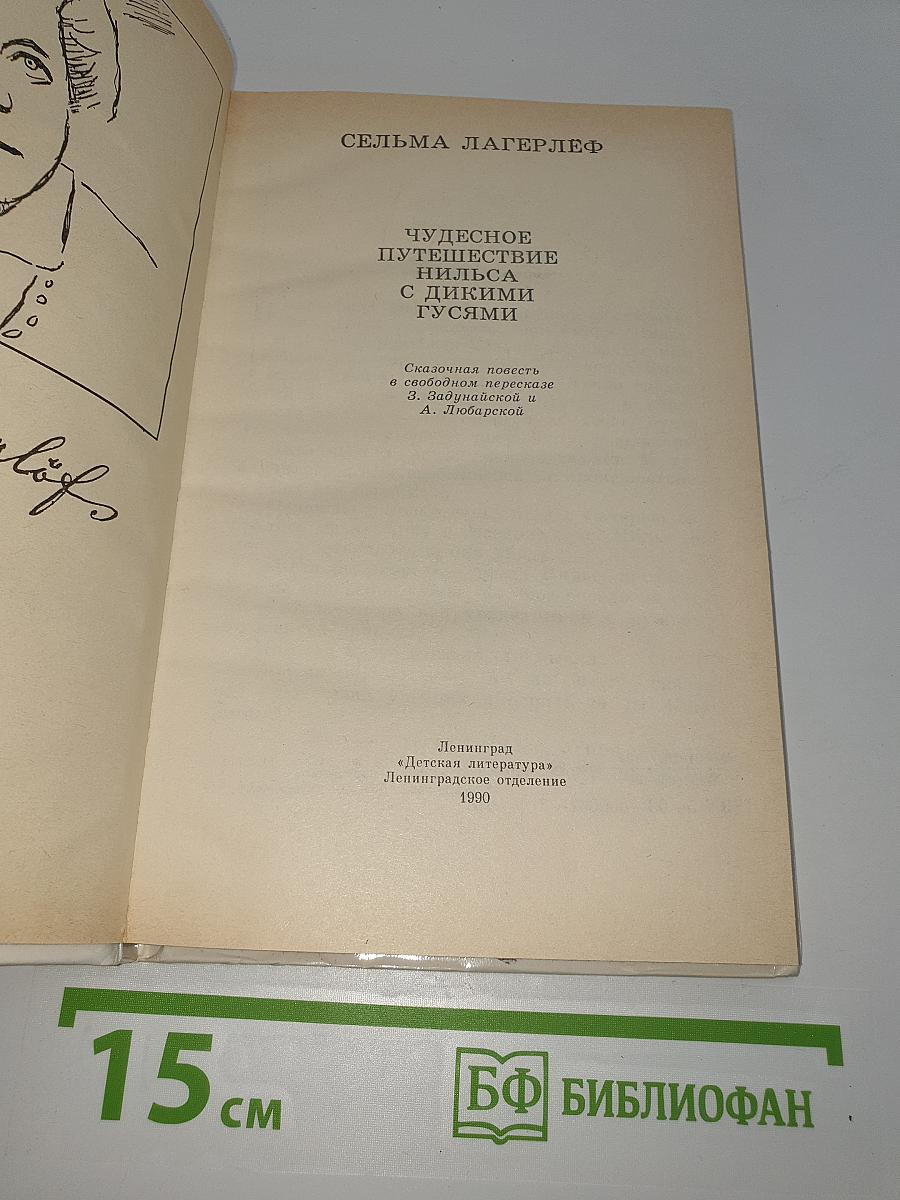 СЕЛЬМА ЛАГЕРЛЁФ
ЧУДЕСНОЕ
ПУТЕШЕСТВИЕ
НИЛЬСА
С ДИКИМИ
ГУСЯМИ
Сказочная повесть
в свободном пересказе
З. Задунайской и
А. Любарской
Ленинград
«Детская литература»
Ленинградское отделение
1990
15 см
БФ БИБЛИОФАН